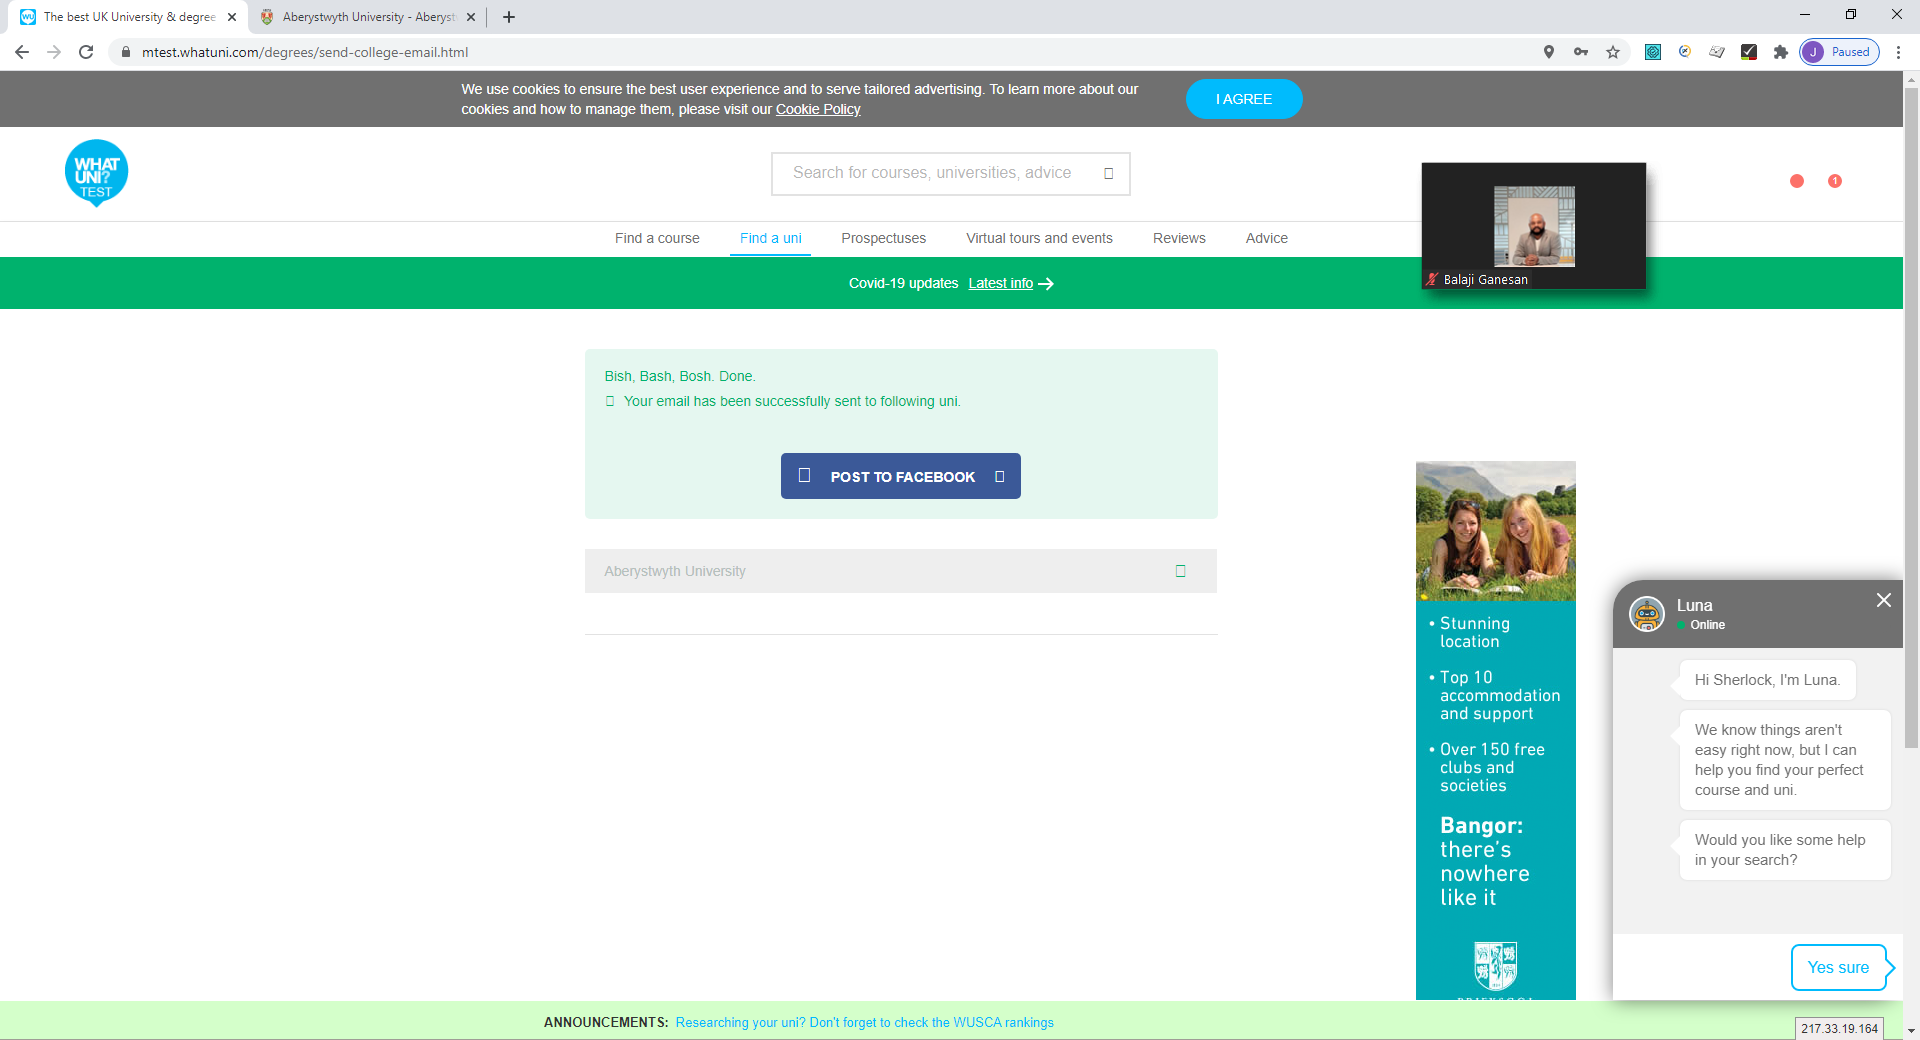 The best UK University & degree
Aberystwyth University - Aberyst
mtest.whatuni.com/degrees/send-college-email.html
J Paused
We use cookies to ensure the best user experience and to serve tailored advertising. To learn more about our
cookies and how to manage them, please visit our Cookie Policy
I AGREE
WHAT
UNI?
TEST
Search for courses, universities, advice
1
Find a course
Find a uni
Prospectuses
Virtual tours and events
Reviews
Advice
Balaji Ganesan
Covid-19 updates Latest info
Bish, Bash, Bosh. Done.
Your email has been successfully sent to following uni.
POST TO FACEBOOK
Aberystwyth University
• Stunning
location
• Top 10
accommodation
and support
• Over 150 free
clubs and
societies
Bangor:
there's
nowhere
like it
Luna
Online
Hi Sherlock, I'm Luna.
We know things aren't
easy right now, but I can
help you find your perfect
course and uni.
Would you like some help
in your search?
Yes sure
ANNOUNCEMENTS: Researching your uni? Don't forget to check the WUSCA rankings
217.33.19.164